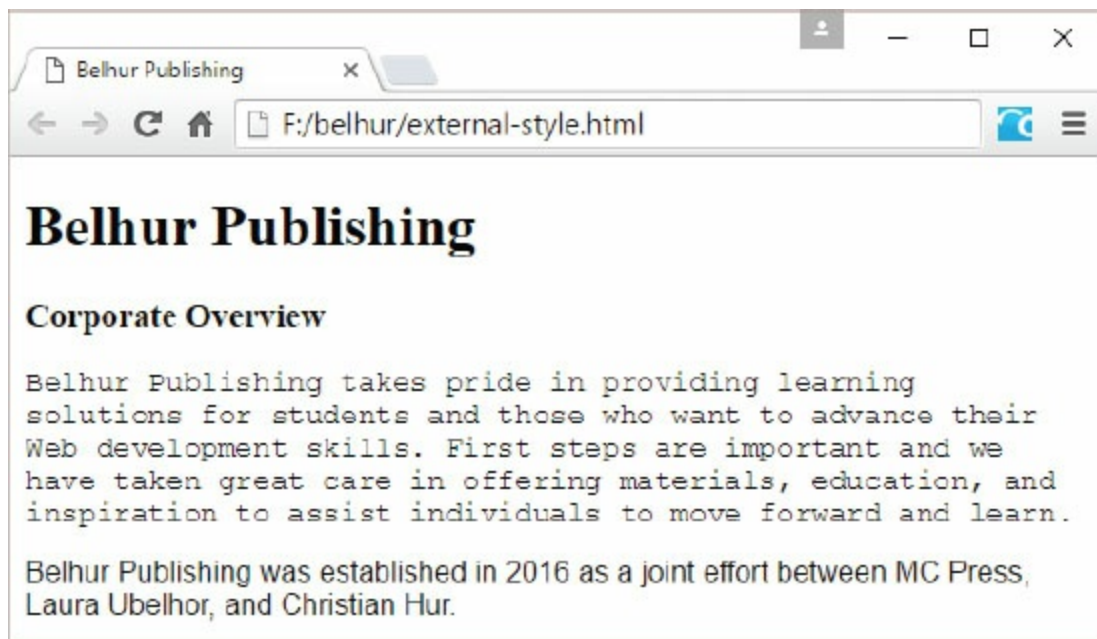 Belhur Publishing
F:/belhur/external-style.html
Belhur Publishing
Corporate Overview
Belhur Publishing takes pride in providing learning
solutions for students and those who want to advance their
Web development skills. First steps are important and we
have taken great care in offering materials, education, and
inspiration to assist individuals to move forward and learn.
Belhur Publishing was established in 2016 as a joint effort between MC Press,
Laura Ubelhor, and Christian Hur.